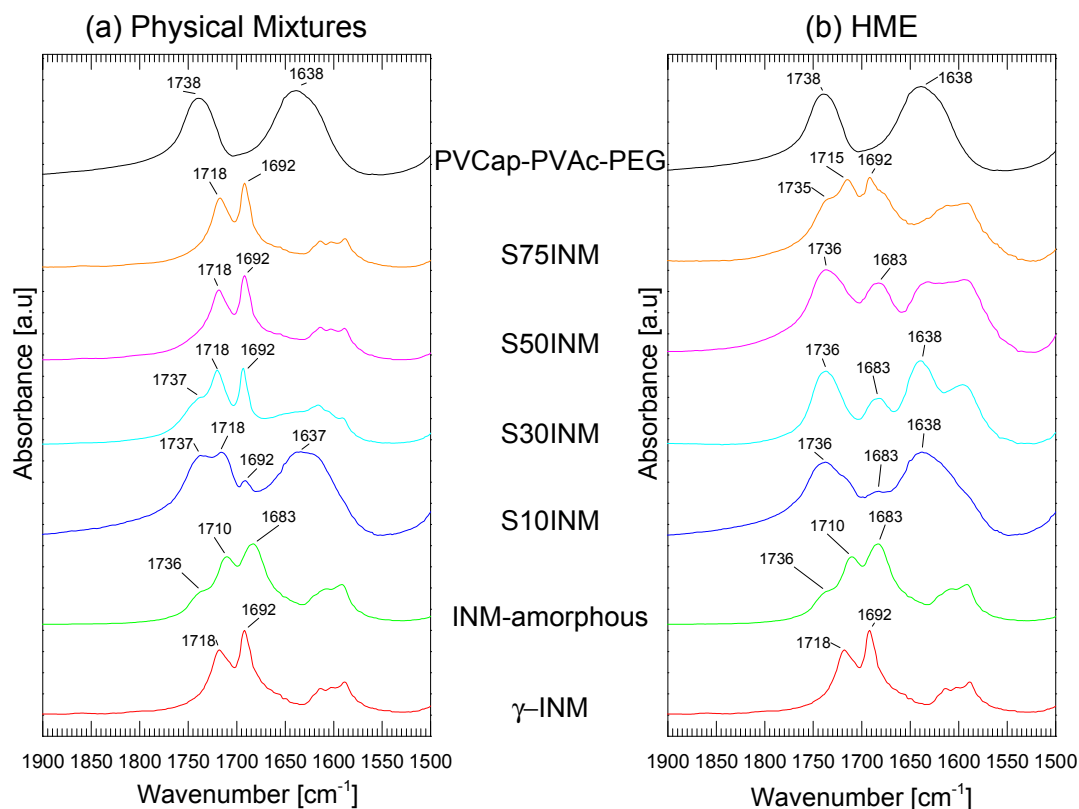 (a) Physical Mixtures
(b) HME
1738
1638
1738
1638
PVCap-PVAc-PEG
1718
1692
1735
1715
1692
S75INM
1718
1692
1736
1683
S50INM
1737
1718
1692
1736
1683
1638
S30INM
1737
1718
1692
1637
1736
1683
1638
S10INM
1736
1710
1683
1736
1710
1683
INM-amorphous
1718
1692
1718
1692
γ–INM
Absorbance [a.u]
Absorbance [a.u]
1900 1850 1800 1750 1700 1650 1600 1550 1500
1900 1850 1800 1750 1700 1650 1600 1550 1500
Wavenumber [cm⁻¹]
Wavenumber [cm⁻¹]